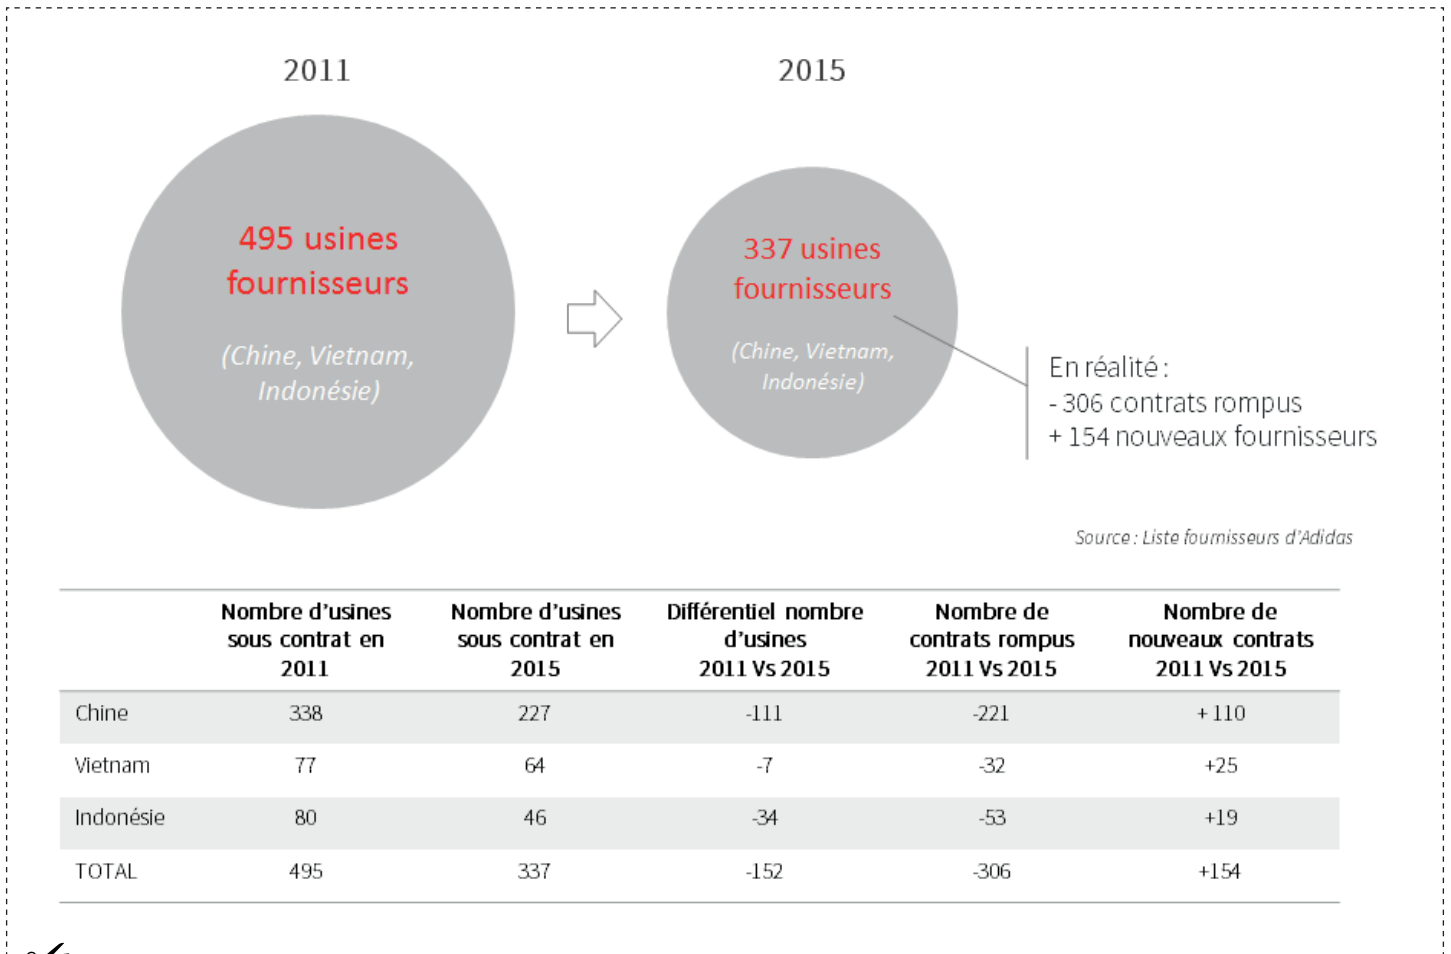 2011
2015
495 usines
fournisseurs
(Chine, Vietnam,
Indonésie)
337 usines
fournisseurs
(Chine, Vietnam,
Indonésie)
En réalité :
- 306 contrats rompus
+ 154 nouveaux fournisseurs
Source : Liste fournisseurs d'Adidas
Nombre d'usines sous contrat en 2011
Nombre d'usines sous contrat en 2015
Différentiel nombre d'usines 2011 Vs 2015
Nombre de contrats rompus 2011 Vs 2015
Nombre de nouveaux contrats 2011 Vs 2015
Chine 338 227 -111 -221 + 110
Vietnam 77 64 -7 -32 +25
Indonésie 80 46 -34 -53 +19
TOTAL 495 337 -152 -306 +154